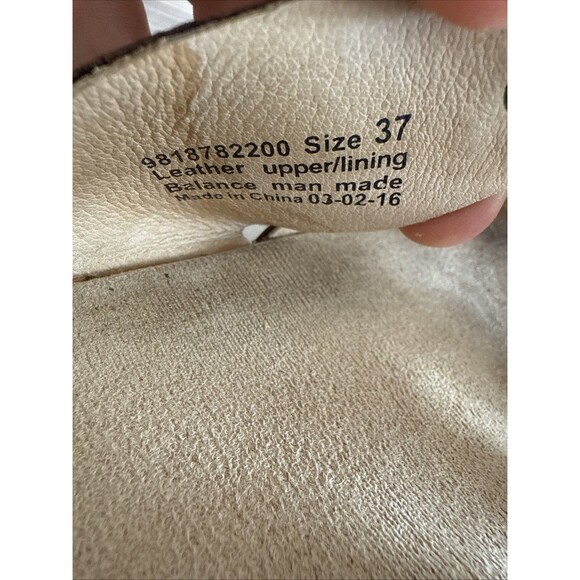 9818782200 Size 37
Leather upper/lining
Balance man made
Made in China 03-02-16